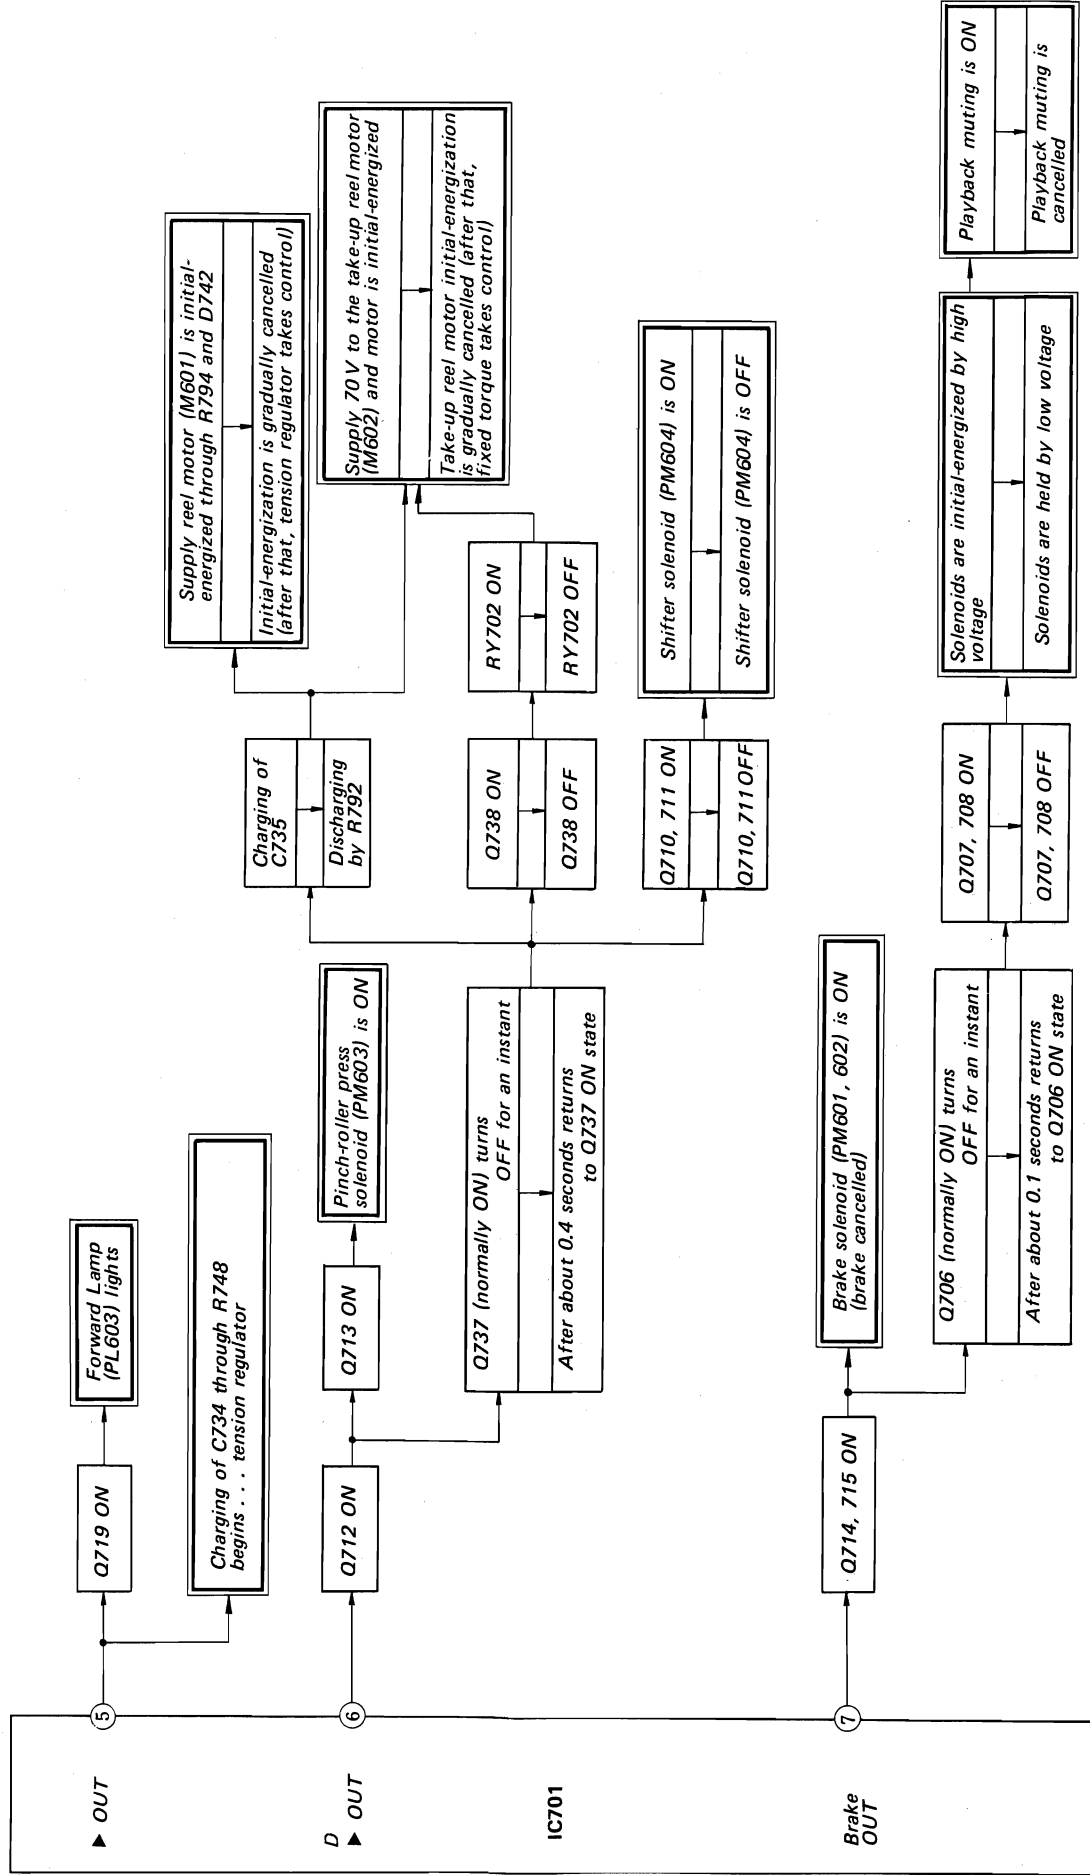 ▶ OUT
5
Q719 ON
Forward Lamp
(PL603) lights
Charging of C734 through R748
begins . . . tension regulator
D
▶ OUT
6
Q712 ON
Q713 ON
Pinch-roller press
solenoid (PM603) is ON
Q737 (normally ON) turns
OFF for an instant
After about 0.4 seconds returns
to Q737 ON state
Charging of
C735
Discharging
by R792
Supply reel motor (M601) is initial-
energized through R794 and D742
Initial-energization is gradually cancelled
(after that, tension regulator takes control)
Supply 70 V to the take-up reel motor
(M602) and motor is initial-energized
Take-up reel motor initial-energization
is gradually cancelled (after that,
fixed torque takes control)
Q738 ON
Q738 OFF
RY702 ON
RY702 OFF
Q710, 711 ON
Q710, 711 OFF
Shifter solenoid (PM604) is ON
Shifter solenoid (PM604) is OFF
IC701
Brake
OUT
7
Q714, 715 ON
Brake solenoid (PM601, 602) is ON
(brake cancelled)
Q706 (normally ON) turns
OFF for an instant
After about 0.1 seconds returns
to Q706 ON state
Q707, 708 ON
Q707, 708 OFF
Solenoids are initial-energized by high
voltage
Solenoids are held by low voltage
Playback muting is ON
Playback muting is
cancelled